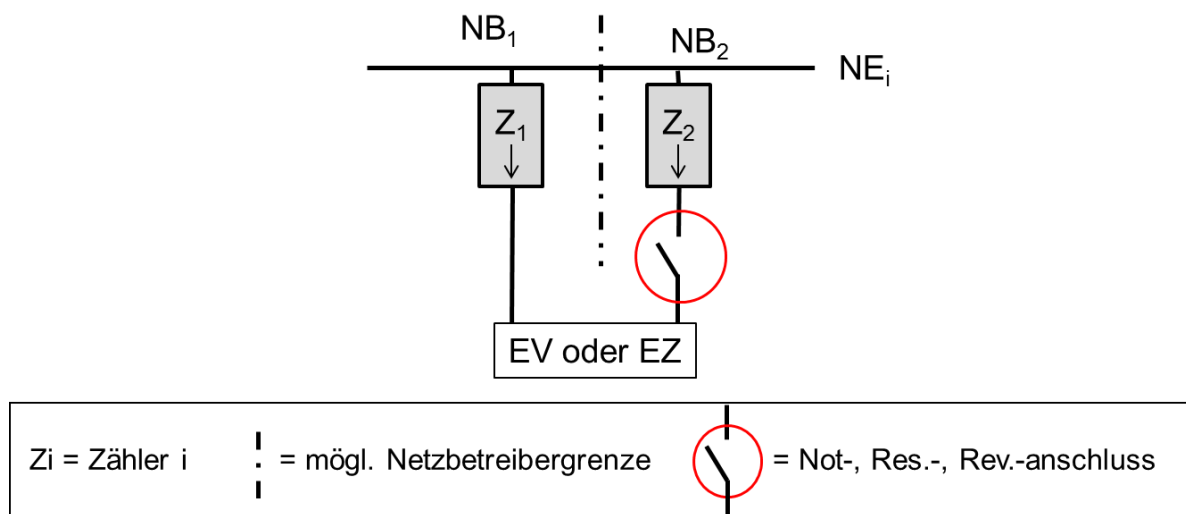 NB₁
NB₂
NEᵢ
Z₁
Z₂
EV oder EZ
Zi = Zähler i
= mögl. Netzbetreibergrenze
= Not-, Res.-, Rev.-anschluss